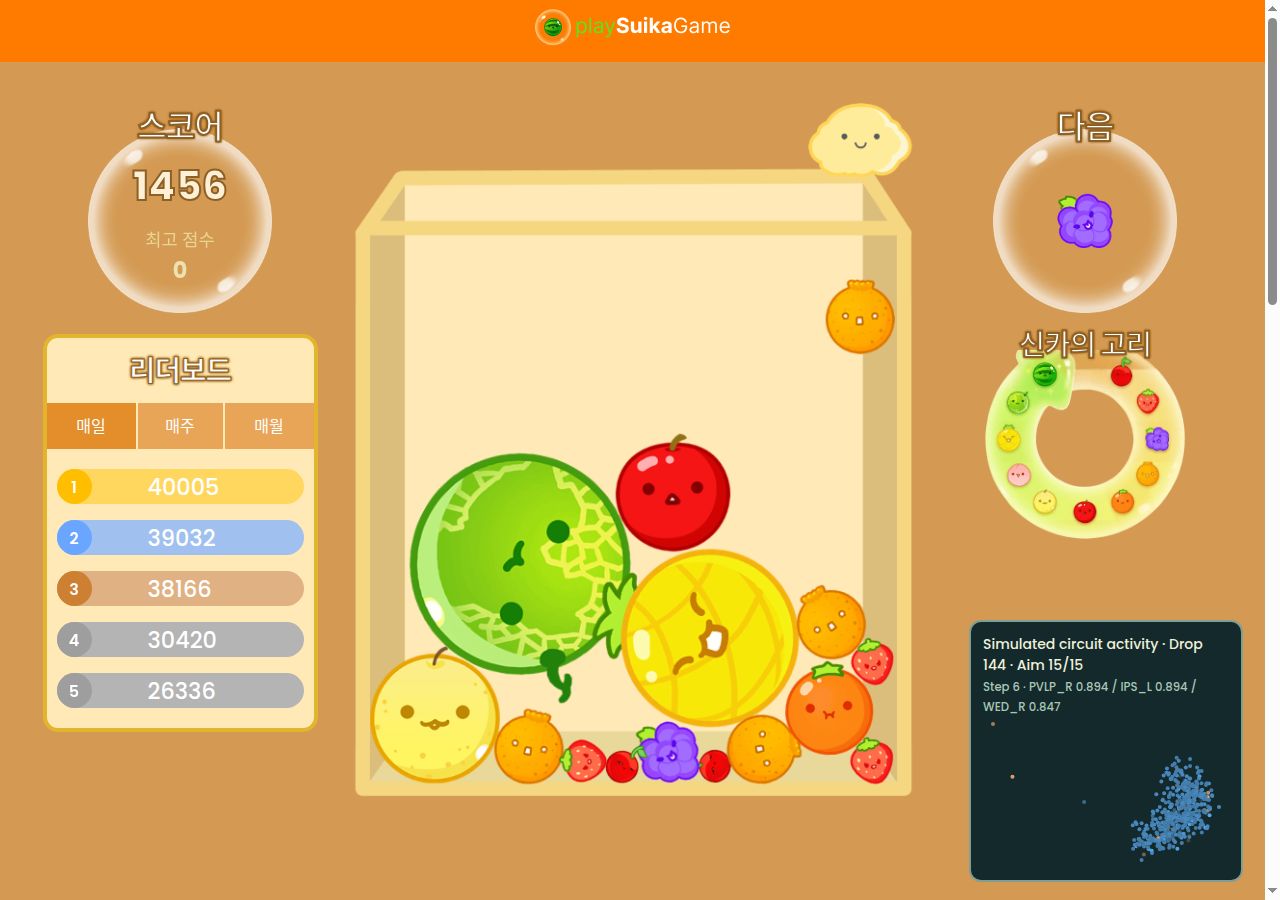 playSuikaGame
스코어
1456
최고 점수
0
다음
신카의 고리
리더보드
매일 매주 매월
1 40005
2 39032
3 38166
4 30420
5 26336
Simulated circuit activity · Drop
144 · Aim 15/15
Step 6 · PVLP_R 0.894 / IPS_L 0.894 /
WED_R 0.847